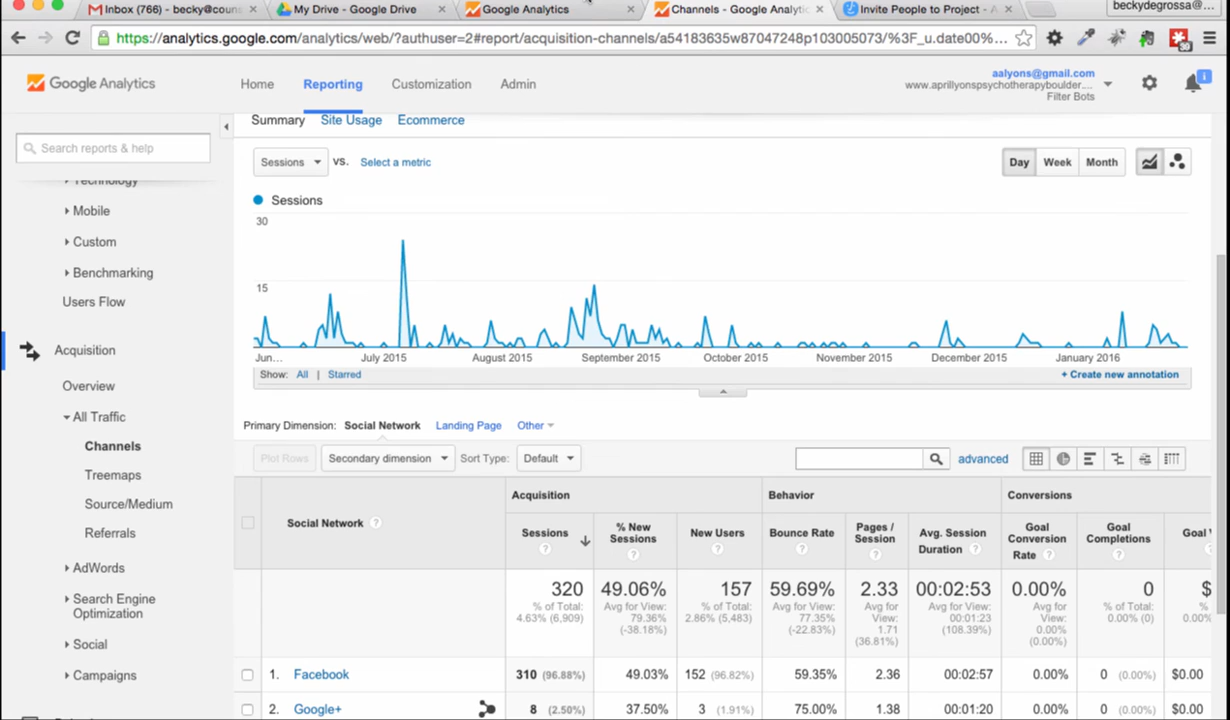 Inbox (766) - becky@couns
My Drive - Google Drive
Google Analytics
Channels - Google Analytic
Invite People to Project - A
beckydegrossa@...
https://analytics.google.com/analytics/web/?authuser=2#report/acquisition-channels/a54183635w87047248p103005073/%3F_u.date00%...
Google Analytics
Home
Reporting
Customization
Admin
aalyons@gmail.com
www.aprillyonspsychotherapyboulder....
Filter Bots
Search reports & help
Technology
Mobile
Custom
Benchmarking
Users Flow
Acquisition
Overview
All Traffic
Channels
Treemaps
Source/Medium
Referrals
AdWords
Search Engine
Optimization
Social
Campaigns
Summary Site Usage Ecommerce
Sessions VS. Select a metric
Day Week Month
Sessions
30
15
Jun... July 2015 August 2015 September 2015 October 2015 November 2015 December 2015 January 2016
Show: All | Starred
+ Create new annotation
Primary Dimension: Social Network Landing Page Other
Plot Rows Secondary dimension Sort Type: Default advanced
Social Network ?
Acquisition Behavior Conversions
Sessions ?
% New
Sessions
?
New Users
?
Bounce Rate
?
Pages /
Session
?
Avg. Session
Duration ?
Goal
Conversion
Rate ?
Goal
Completions
?
Goal
320
% of Total:
4.63% (6,909)
49.06%
Avg for View:
79.36%
(-38.18%)
157
% of Total:
2.86% (5,483)
59.69%
Avg for View:
77.35%
(-22.83%)
2.33
Avg for
View:
1.71
(36.81%)
00:02:53
Avg for View:
00:01:23
(108.39%)
0.00%
Avg for
View:
0.00%
(0.00%)
0
% of Total:
0.00% (0)
$
%
0.00%
1. Facebook 310 (96.88%) 49.03% 152 (96.82%) 59.35% 2.36 00:02:57 0.00% 0 (0.00%) $0.00
2. Google+ 8 (2.50%) 37.50% 3 (1.91%) 75.00% 1.38 00:01:20 0.00% 0 (0.00%) $0.00